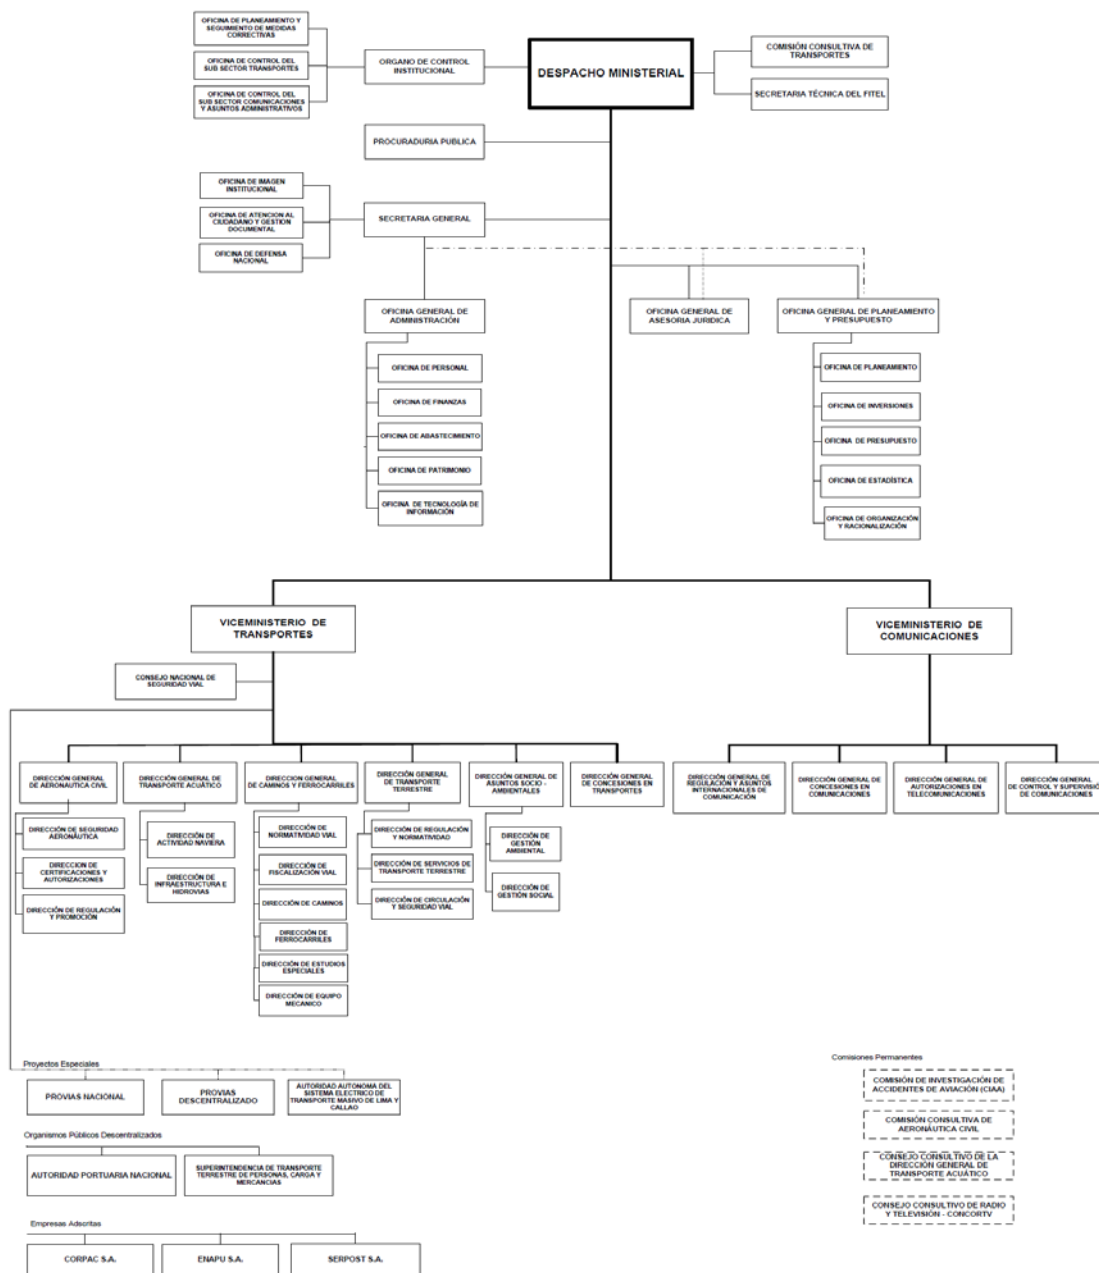 OFICINA DE PLANEAMIENTO Y
SEGUIMIENTO DE MEDIDAS
CORRECTIVAS
OFICINA DE CONTROL DEL
SUB SECTOR TRANSPORTES
OFICINA DE CONTROL DEL
SUB SECTOR COMUNICACIONES
Y ASUNTOS ADMINISTRATIVOS
ORGANO DE CONTROL
INSTITUCIONAL
DESPACHO MINISTERIAL
COMISIÓN CONSULTIVA DE
TRANSPORTES
SECRETARIA TÉCNICA DEL FITEL
PROCURADURIA PUBLICA
OFICINA DE IMAGEN
INSTITUCIONAL
OFICINA DE ATENCION AL
CIUDADANO Y GESTION
DOCUMENTAL
OFICINA DE DEFENSA
NACIONAL
SECRETARIA GENERAL
OFICINA GENERAL DE
ADMINISTRACIÓN
OFICINA GENERAL DE
ASESORIA JURIDICA
OFICINA GENERAL DE PLANEAMIENTO
Y PRESUPUESTO
OFICINA DE PERSONAL
OFICINA DE FINANZAS
OFICINA DE ABASTECIMIENTO
OFICINA DE PATRIMONIO
OFICINA DE TECNOLOGÍA DE
INFORMACIÓN
OFICINA DE PLANEAMIENTO
OFICINA DE INVERSIONES
OFICINA DE PRESUPUESTO
OFICINA DE ESTADÍSTICA
OFICINA DE ORGANIZACIÓN
Y RACIONALIZACIÓN
VICEMINISTERIO DE
TRANSPORTES
VICEMINISTERIO DE
COMUNICACIONES
CONSEJO NACIONAL DE
SEGURIDAD VIAL
DIRECCIÓN GENERAL
DE AERONAUTICA CIVIL
DIRECCIÓN GENERAL DE
TRANSPORTE ACUÁTICO
DIRECCION GENERAL
DE CAMINOS Y FERROCARRILES
DIRECCIÓN GENERAL
DE TRANSPORTE
TERRESTRE
DIRECCIÓN GENERAL DE
ASUNTOS SOCIO -
AMBIENTALES
DIRECCIÓN GENERAL
DE CONCESIONES EN
TRANSPORTES
DIRECCIÓN GENERAL DE
REGULACIÓN Y ASUNTOS
INTERNACIONALES DE
COMUNICACIÓN
DIRECCIÓN GENERAL DE
CONCESIONES EN
COMUNICACIONES
DIRECCIÓN GENERAL DE
AUTORIZACIONES EN
TELECOMUNICACIONES
DIRECCIÓN GENERAL
DE CONTROL Y SUPERVISIÓN
DE COMUNICACIONES
DIRECCIÓN DE SEGURIDAD
AERONÁUTICA
DIRECCION DE
CERTIFICACIONES Y
AUTORIZACIONES
DIRECCIÓN DE REGULACIÓN
Y PROMOCIÓN
DIRECCIÓN DE
ACTIVIDAD NAVIERA
DIRECCIÓN DE
INFRAESTRUCTURA E
HIDROVIAS
DIRECCIÓN DE
NORMATIVIDAD VIAL
DIRECCIÓN DE
FISCALIZACIÓN VIAL
DIRECCIÓN DE CAMINOS
DIRECCIÓN DE
FERROCARRILES
DIRECCIÓN DE ESTUDIOS
ESPECIALES
DIRECCIÓN DE EQUIPO
MECANICO
DIRECCIÓN DE REGULACIÓN
Y NORMATIVIDAD
DIRECCIÓN DE SERVICIOS DE
TRANSPORTE TERRESTRE
DIRECCIÓN DE CIRCULACIÓN
Y SEGURIDAD VIAL
DIRECCIÓN DE
GESTIÓN
AMBIENTAL
DIRECCIÓN DE
GESTIÓN SOCIAL
Proyectos Especiales
PROVIAS NACIONAL
PROVIAS
DESCENTRALIZADO
AUTORIDAD AUTONOMA DEL
SISTEMA ELECTRICO DE
TRANSPORTE MASIVO DE LIMA Y
CALLAO
Organismos Públicos Descentralizados
AUTORIDAD PORTUARIA NACIONAL
SUPERINTENDENCIA DE TRANSPORTE
TERRESTRE DE PERSONAS, CARGA Y
MERCANCIAS
Empresas Adscritas
CORPAC S.A.
ENAPU S.A.
SERPOST S.A.
Comisiones Permanentes
COMISIÓN DE INVESTIGACIÓN DE
ACCIDENTES DE AVIACIÓN (CIAA)
COMISIÓN CONSULTIVA DE
AERONÁUTICA CIVIL
CONSEJO CONSULTIVO DE LA
DIRECCIÓN GENERAL DE
TRANSPORTE ACUÁTICO
CONSEJO CONSULTIVO DE RADIO
Y TELEVISIÓN - CONCORTV